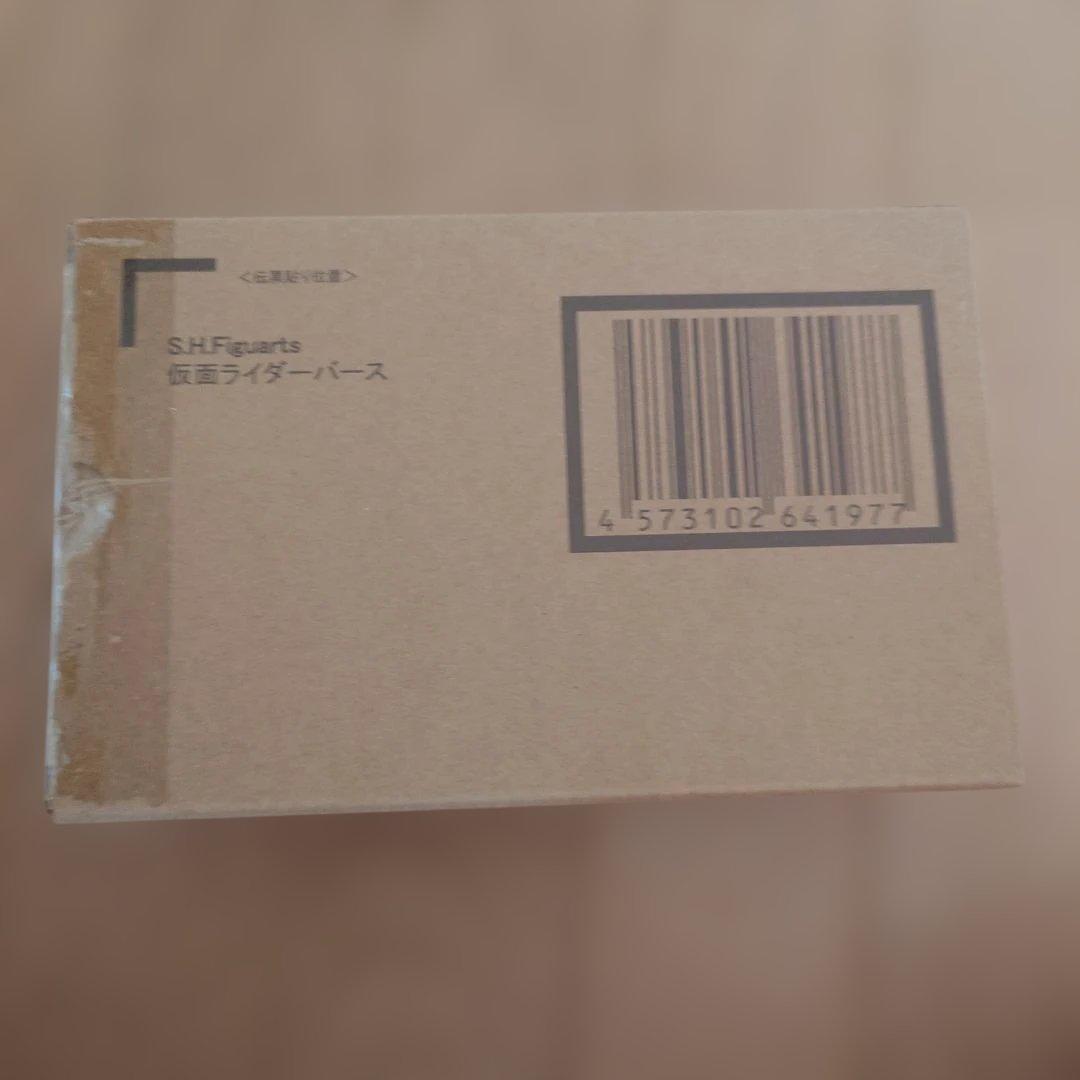 <伝票貼り位置>
S.H.Figuarts
仮面ライダーバース
4 573102 641977